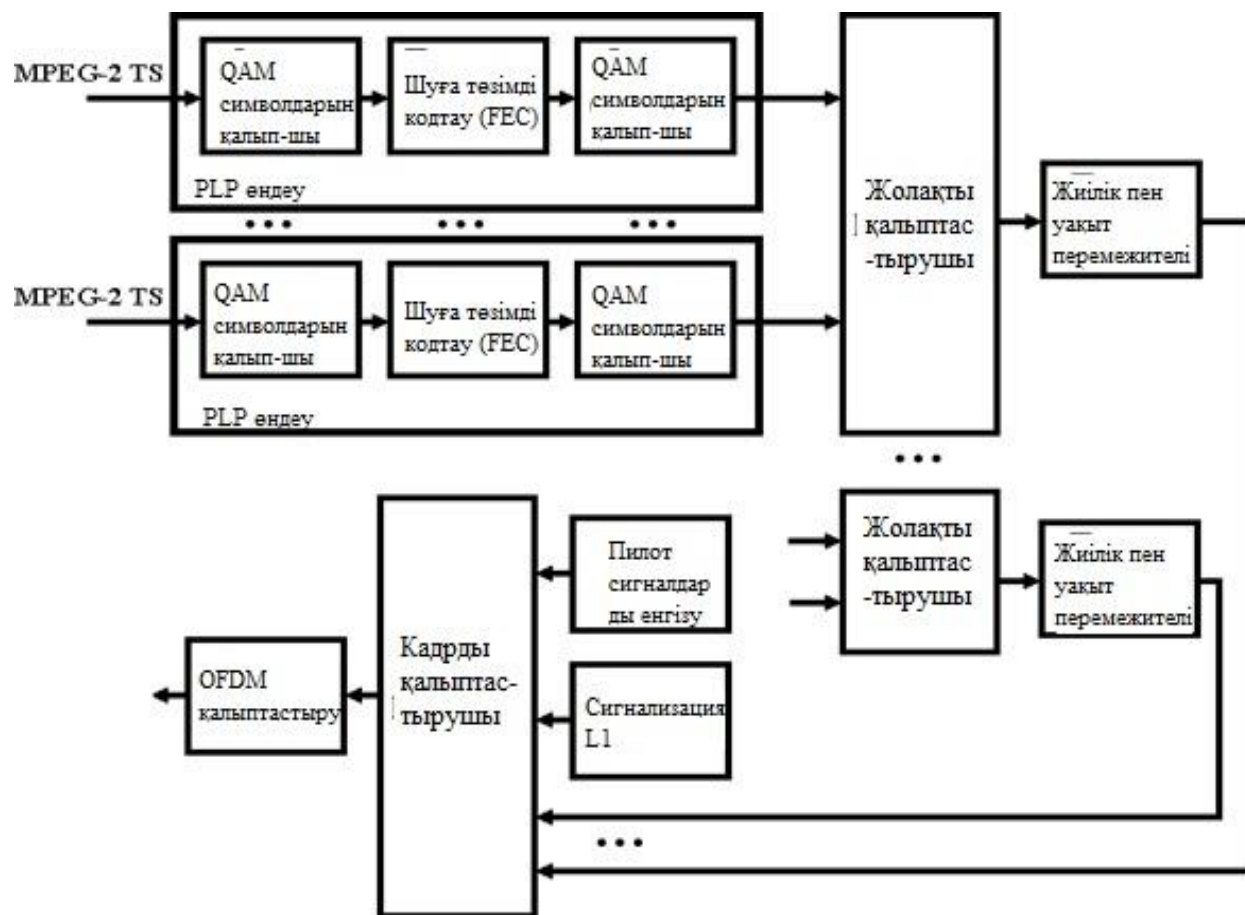 MPEG-2 TS
QAM
символдарын
қалып-шы
Шуға төзімді
кодтау (FEC)
QAM
символдарын
қалып-шы
PLP өңдеу
MPEG-2 TS
QAM
символдарын
қалып-шы
Шуға төзімді
кодтау (FEC)
QAM
символдарын
қалып-шы
PLP өңдеу
Жолақты
қалыптас
-тырушы
Жиілік пен
уақыт
перемежителі
Жолақты
қалыптас
-тырушы
Жиілік пен
уақыт
перемежителі
Пилот
сигналдар
ды енгізу
Сигнализация
L1
Кадрды
қалыптас-
тырушы
OFDM
қалыптастыру